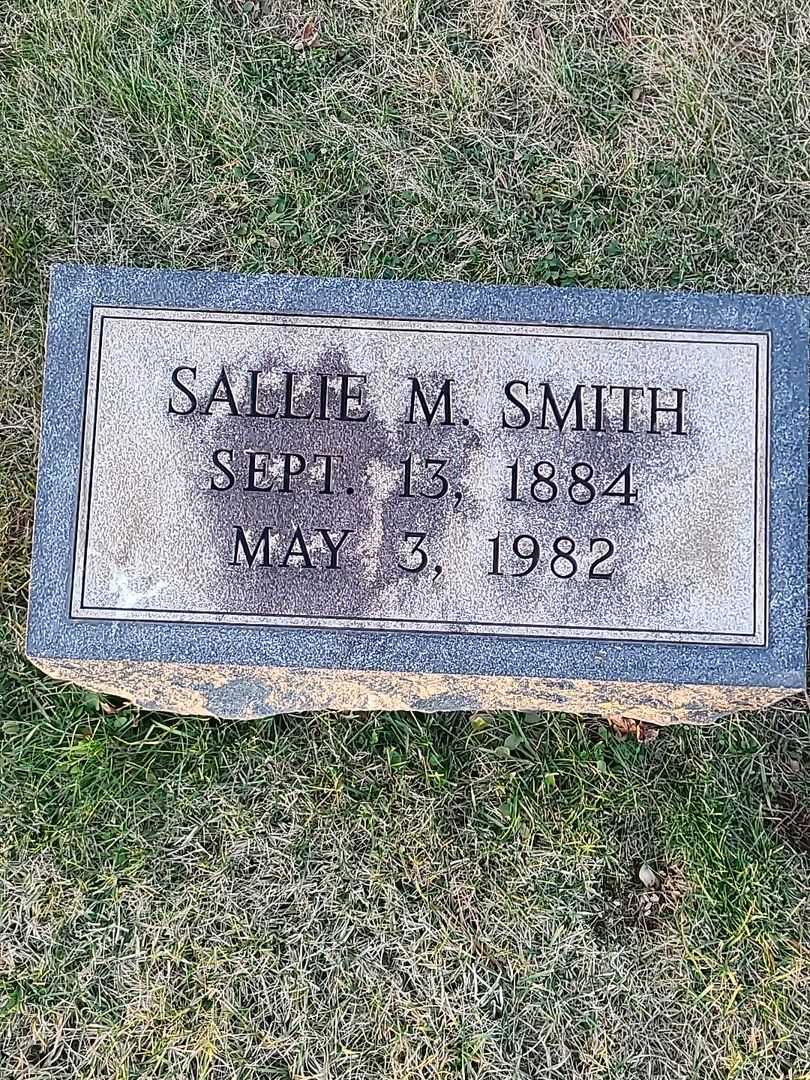 SALLIE M. SMITH
SEPT. 13, 1884
MAY 3, 1982